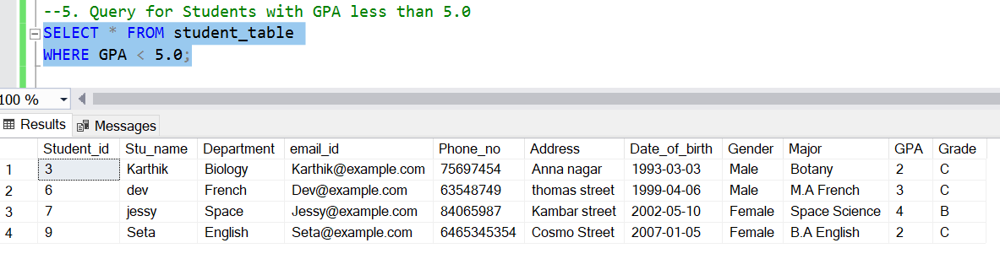 --5. Query for Students with GPA less than 5.0
SELECT * FROM student_table
WHERE GPA < 5.0;
100 %
Results Messages
Student_id Stu_name Department email_id Phone_no Address Date_of_birth Gender Major GPA Grade
1 3 Karthik Biology Karthik@example.com 75697454 Anna nagar 1993-03-03 Male Botany 2 C
2 6 dev French Dev@example.com 63548749 thomas street 1999-04-06 Male M.A French 3 C
3 7 jessy Space Jessy@example.com 84065987 Kambar street 2002-05-10 Female Space Science 4 B
4 9 Seta English Seta@example.com 6465345354 Cosmo Street 2007-01-05 Female B.A English 2 C